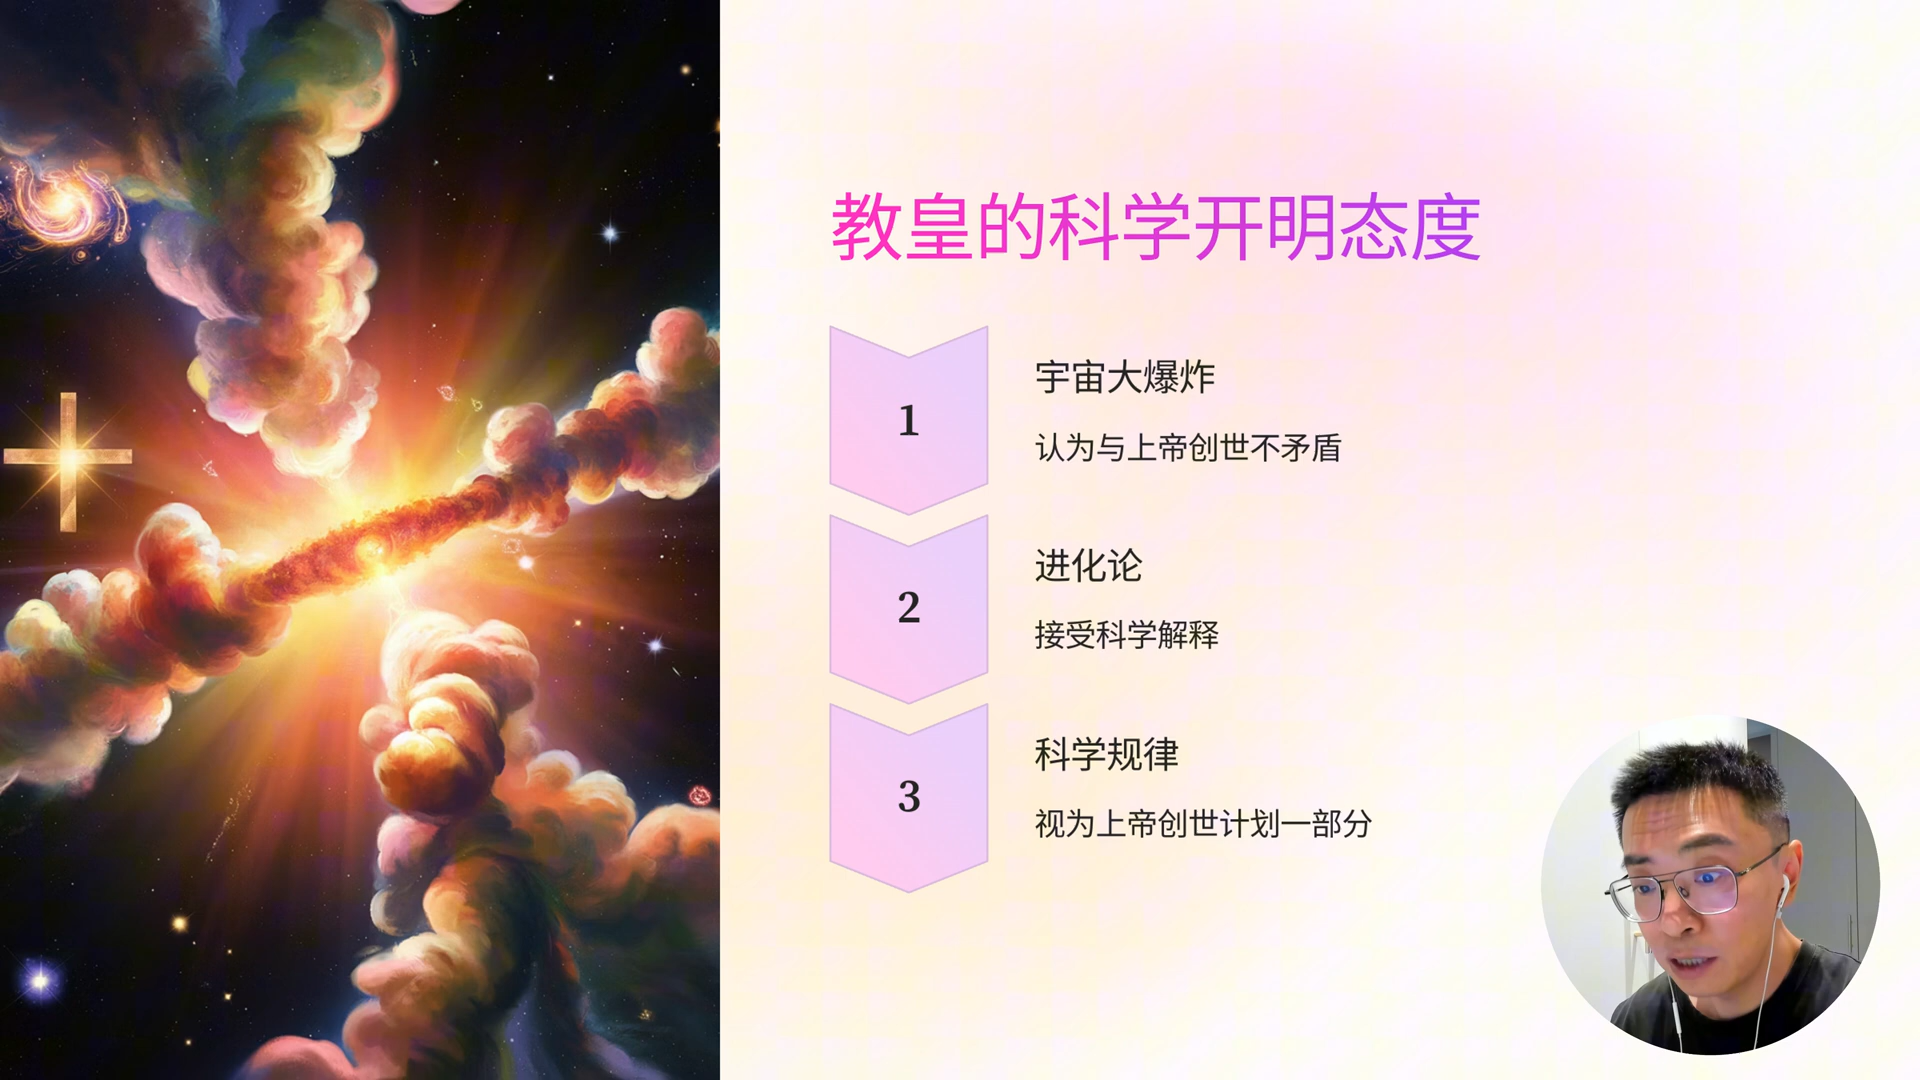 教皇的科学开明态度
1
宇宙大爆炸
认为与上帝创世不矛盾
2
进化论
接受科学解释
3
科学规律
视为上帝创世计划一部分